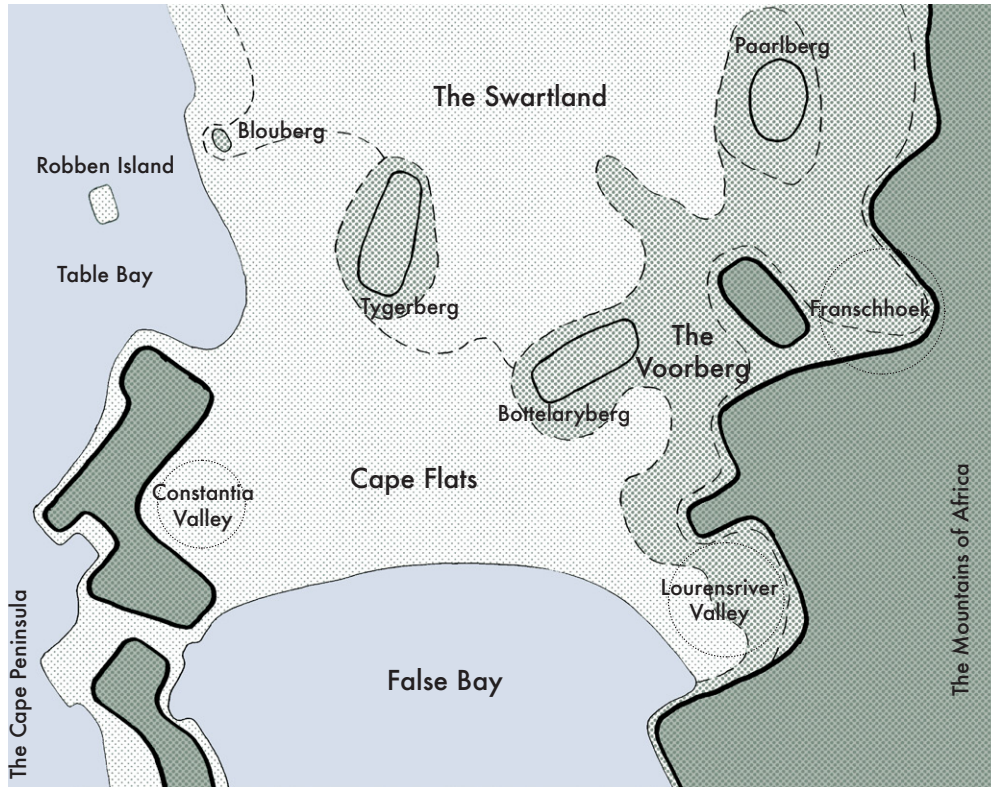 Paarlberg
The Swartland
Blouberg
Robben Island
Table Bay
Tygerberg
Franschhoek
The
Voorberg
Bottelaryberg
Cape Flats
Constantia
Valley
Lourensriver
Valley
False Bay
The Cape Peninsula
The Mountains of Africa